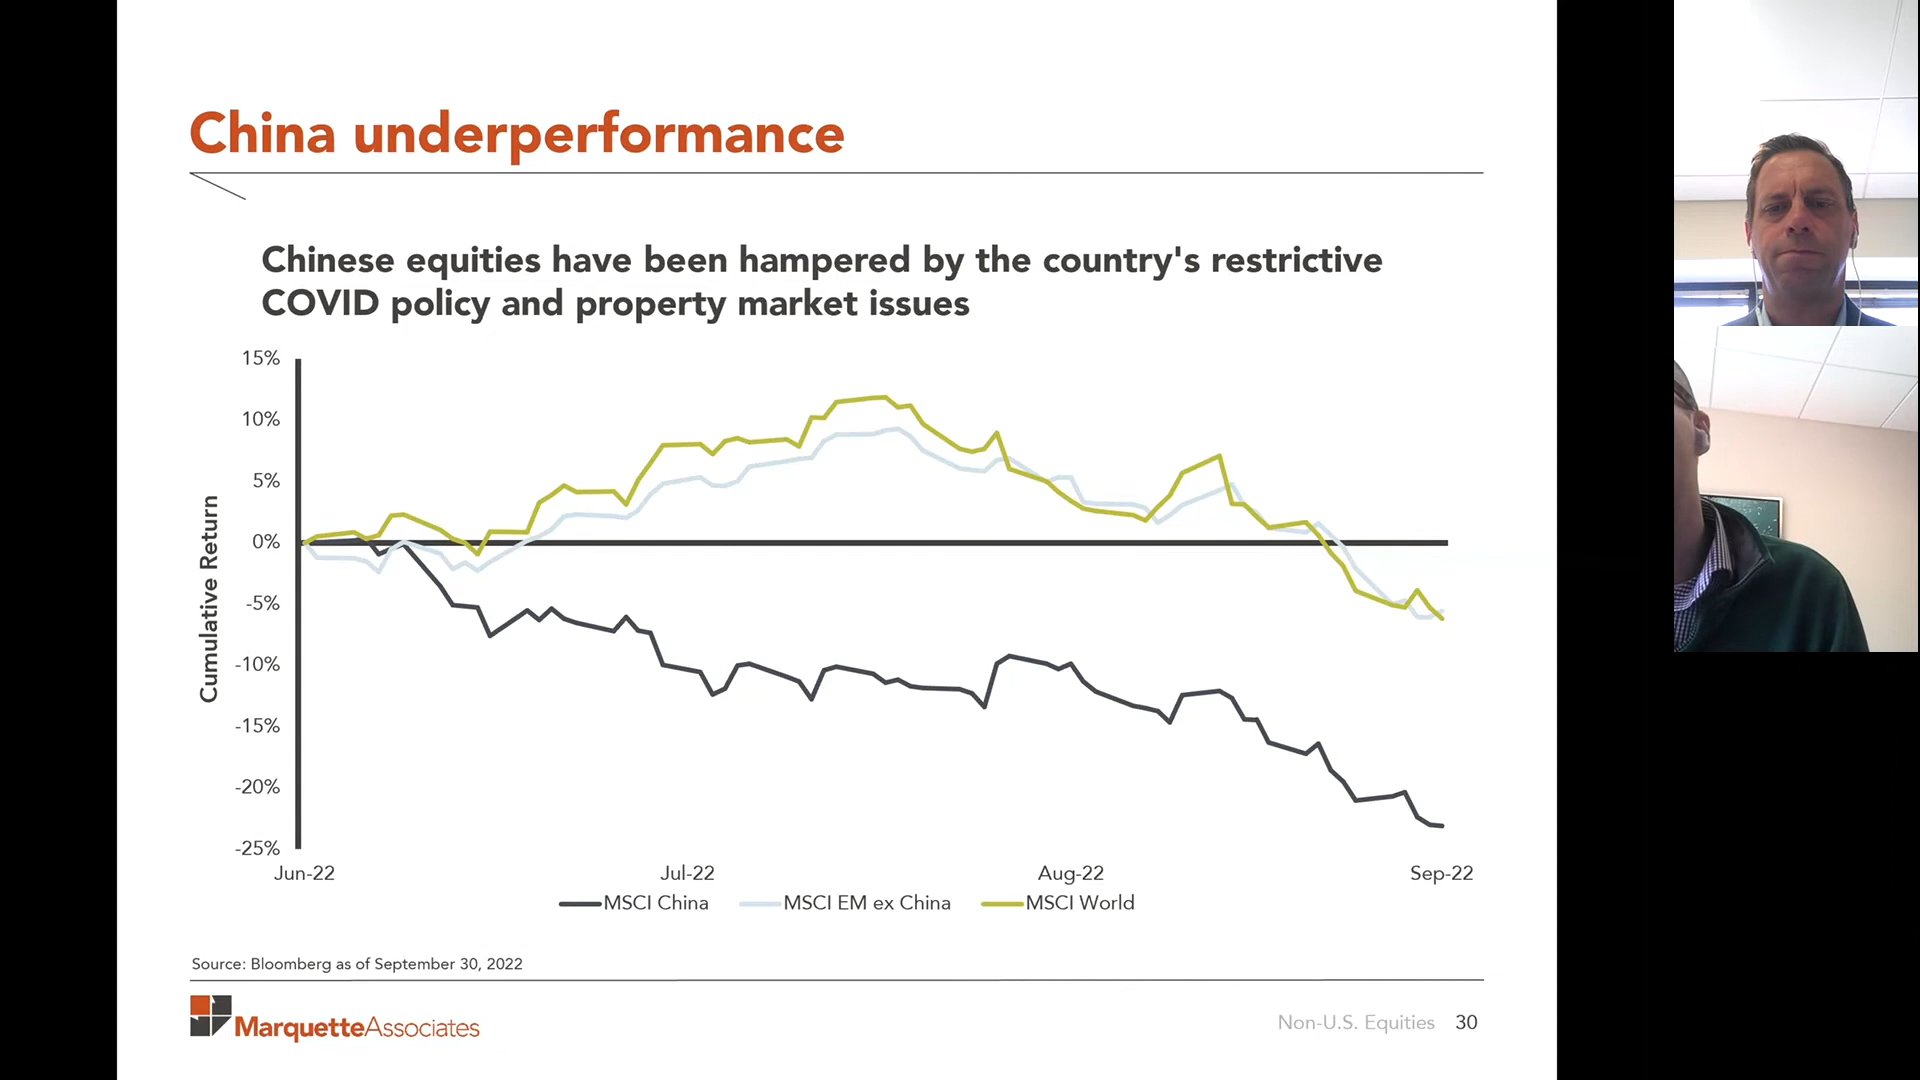 China underperformance
Chinese equities have been hampered by the country's restrictive
COVID policy and property market issues
Cumulative Return
15%
10%
5%
0%
-5%
-10%
-15%
-20%
-25%
Jun-22
Jul-22
Aug-22
Sep-22
MSCI China
MSCI EM ex China
MSCI World
Source: Bloomberg as of September 30, 2022
MarquetteAssociates
Non-U.S. Equities 30